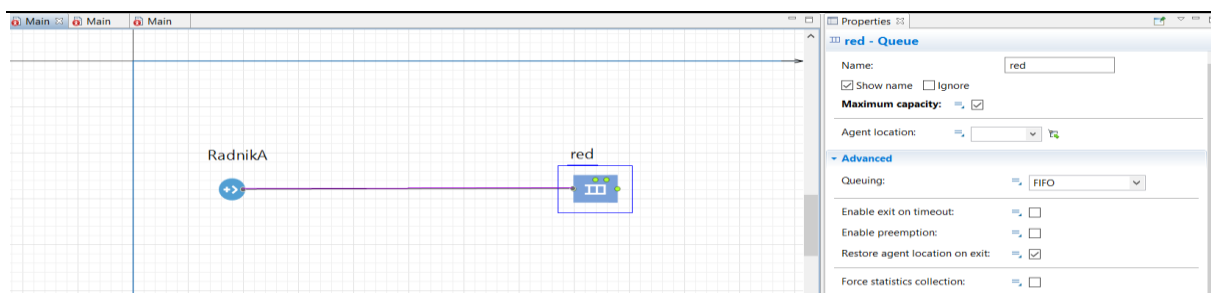 Main Main Main
RadnikA
red
Properties
red - Queue
Name: red
Show name Ignore
Maximum capacity:
Agent location:
Advanced
Queuing: FIFO
Enable exit on timeout:
Enable preemption:
Restore agent location on exit:
Force statistics collection: